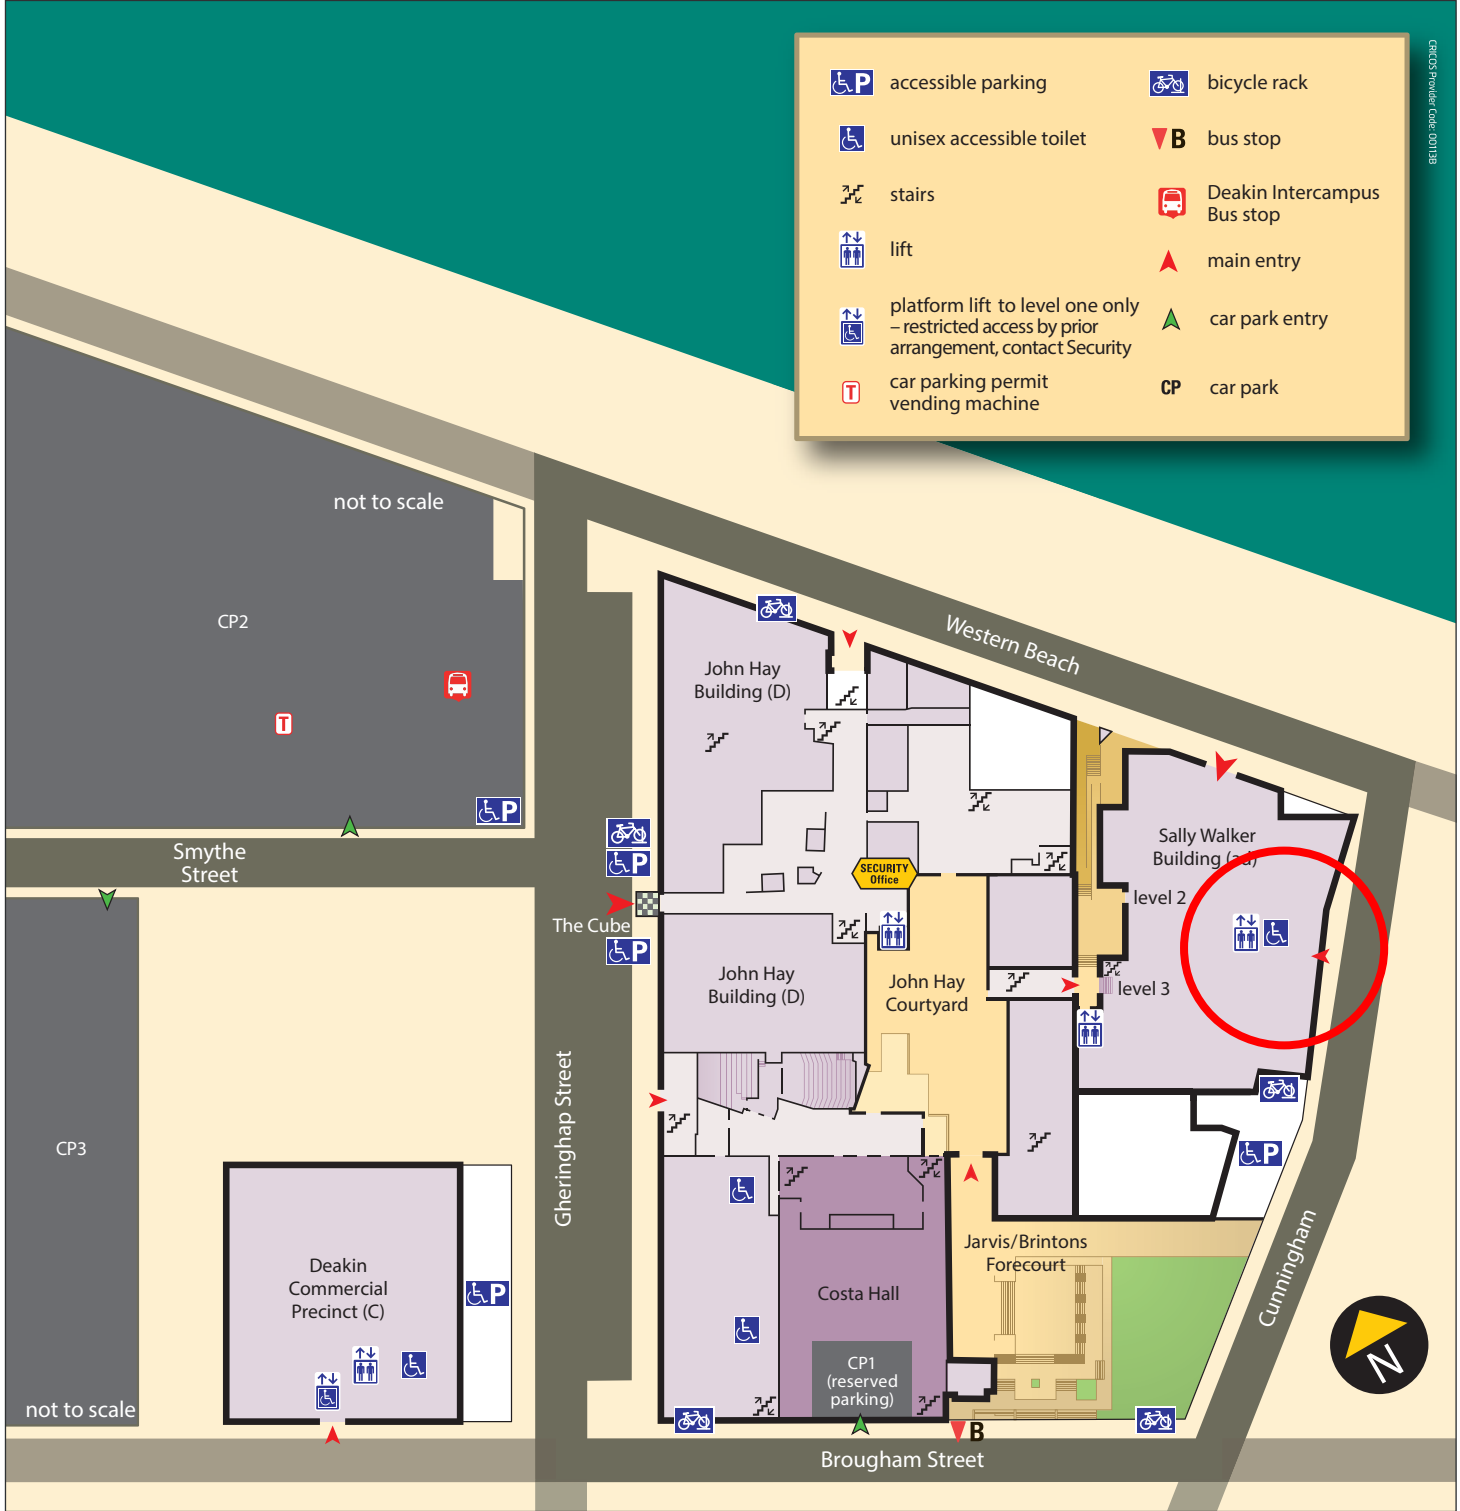 CRICOS Provider Code: 00113B
accessible parking
unisex accessible toilet
stairs
lift
platform lift to level one only
– restricted access by prior
arrangement, contact Security
car parking permit
vending machine
bicycle rack
B bus stop
Deakin Intercampus
Bus stop
main entry
car park entry
CP car park
P
T
not to scale
CP2
T
P
Smythe
Street
Western Beach
John Hay
Building (D)
P
SECURITY
Office
The Cube
P
Sally Walker
Building (ad)
level 2
level 3
John Hay
Building (D)
John Hay
Courtyard
Gheringhap Street
CP3
not to scale
Deakin
Commercial
Precinct (C)
P
P
Jarvis/Brintons
Forecourt
Costa Hall
CP1
(reserved
parking)
Cunningham
N
B
Brougham Street